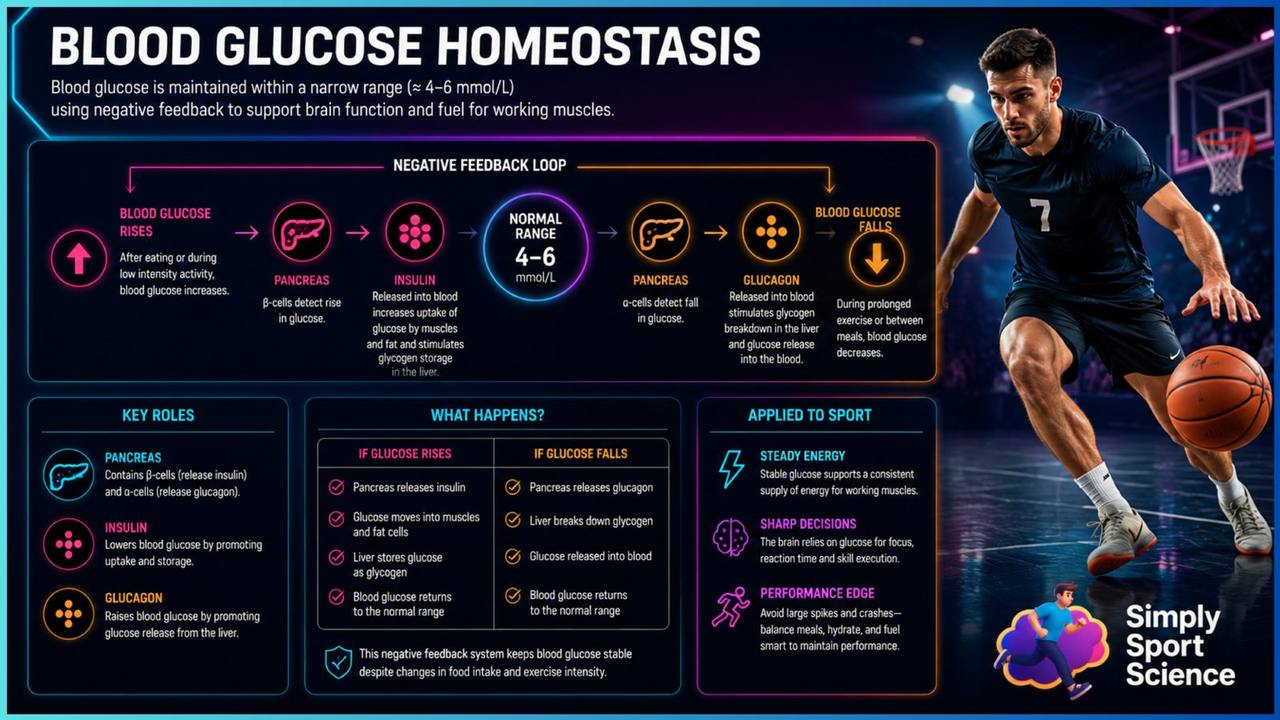 BLOOD GLUCOSE HOMEOSTASIS
Blood glucose is maintained within a narrow range (≈ 4–6 mmol/L)
using negative feedback to support brain function and fuel for working muscles.
NEGATIVE FEEDBACK LOOP
BLOOD GLUCOSE
RISES
After eating or during
low intensity activity,
blood glucose increases.
PANCREAS
β-cells detect rise
in glucose.
INSULIN
Released into blood
increases uptake of
glucose by muscles
and fat and stimulates
glycogen storage
in the liver.
NORMAL
RANGE
4–6
mmol/L
PANCREAS
α-cells detect fall
in glucose.
GLUCAGON
Released into blood
stimulates glycogen
breakdown in the liver
and glucose release
into the blood.
BLOOD GLUCOSE
FALLS
During prolonged
exercise or between
meals, blood glucose
decreases.
KEY ROLES
PANCREAS
Contains β-cells (release insulin)
and α-cells (release glucagon).
INSULIN
Lowers blood glucose by promoting
uptake and storage.
GLUCAGON
Raises blood glucose by promoting
glucose release from the liver.
WHAT HAPPENS?
IF GLUCOSE RISES
Pancreas releases insulin
Glucose moves into muscles
and fat cells
Liver stores glucose
as glycogen
Blood glucose returns
to the normal range
IF GLUCOSE FALLS
Pancreas releases glucagon
Liver breaks down glycogen
Glucose released into blood
Blood glucose returns
to the normal range
This negative feedback system keeps blood glucose stable
despite changes in food intake and exercise intensity.
APPLIED TO SPORT
STEADY ENERGY
Stable glucose supports a consistent
supply of energy for working muscles.
SHARP DECISIONS
The brain relies on glucose for focus,
reaction time and skill execution.
PERFORMANCE EDGE
Avoid large spikes and crashes—
balance meals, hydrate, and fuel
smart to maintain performance.
7
Simply
Sport
Science